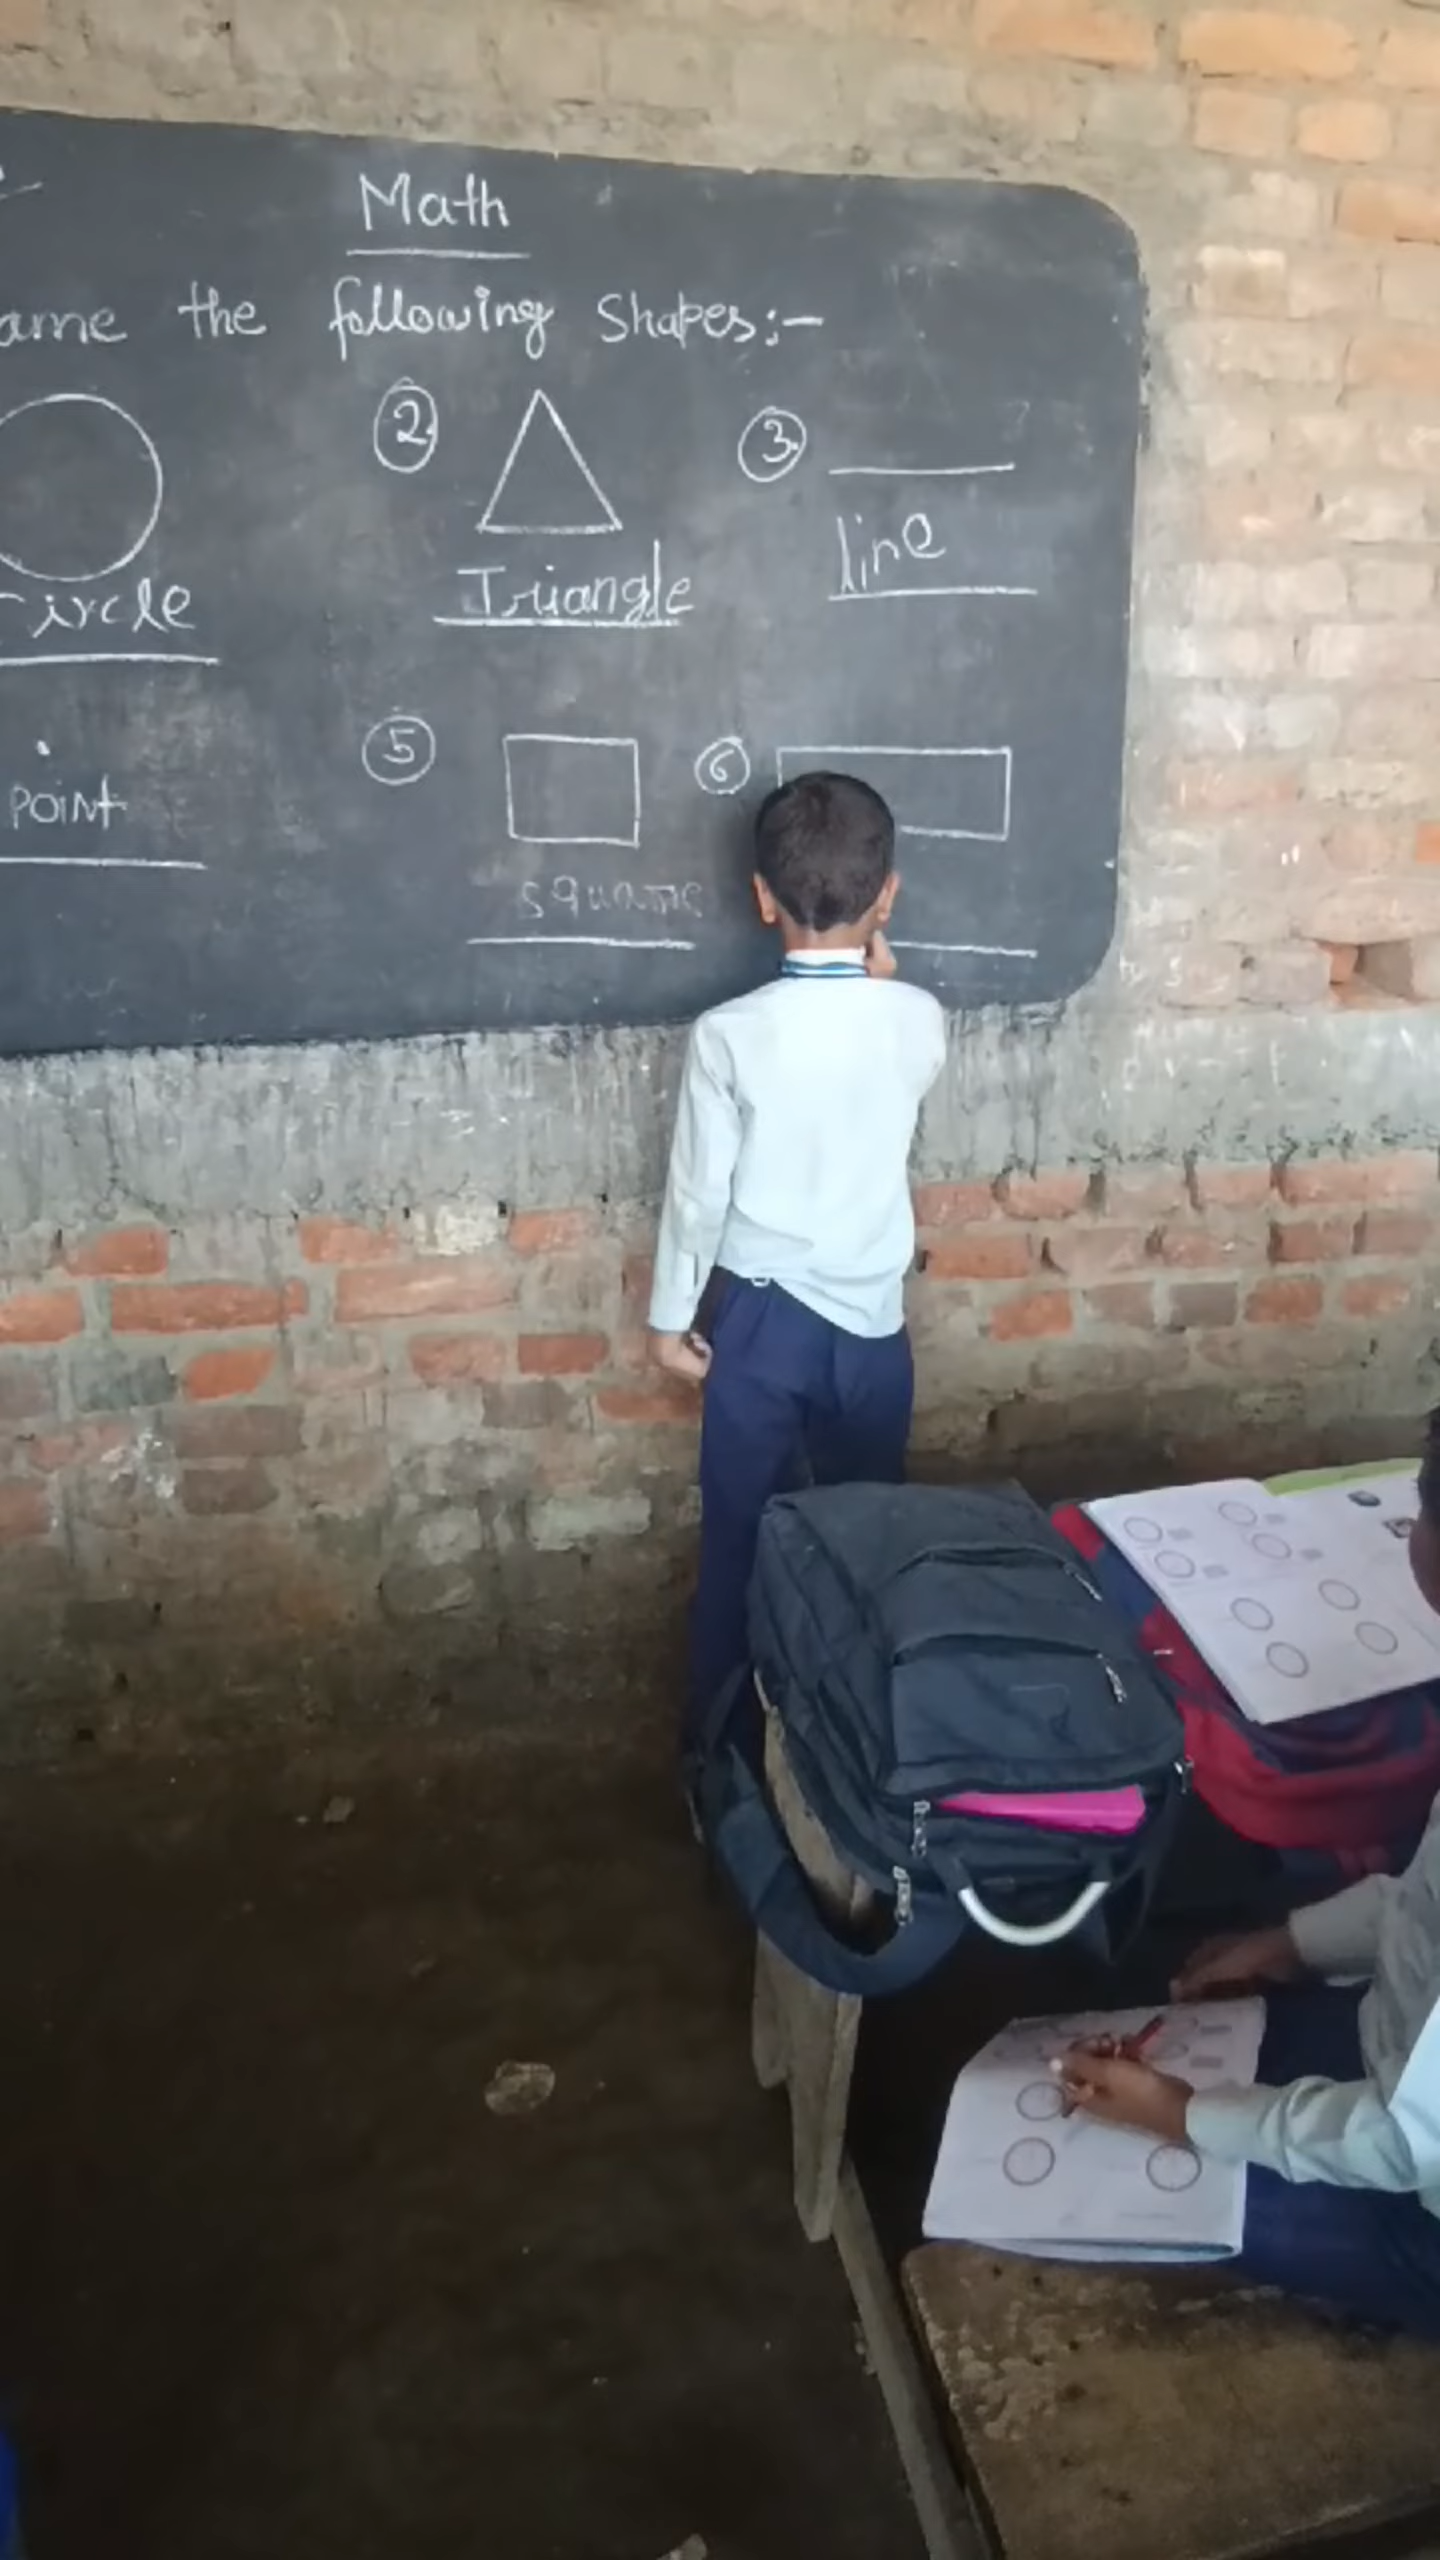 Math
ame the following Shapes:-
2
3
ircle
Triangle
line
5
6
point
square